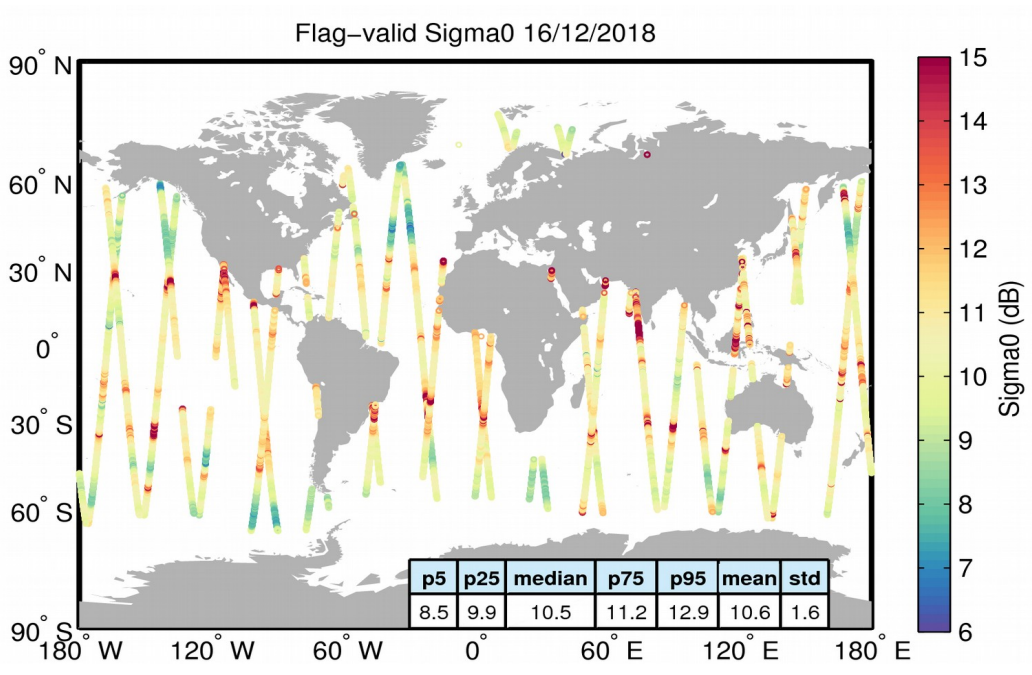 Flag−valid Sigma0 16/12/2018
90° N
60° N
30° N
0°
30° S
60° S
90° S
180° W
120° W
60° W
0°
60° E
120° E
180° E
p5 p25 median p75 p95 mean std
8.5 9.9 10.5 11.2 12.9 10.6 1.6
15
14
13
12
11
10
9
8
7
6
Sigma0 (dB)